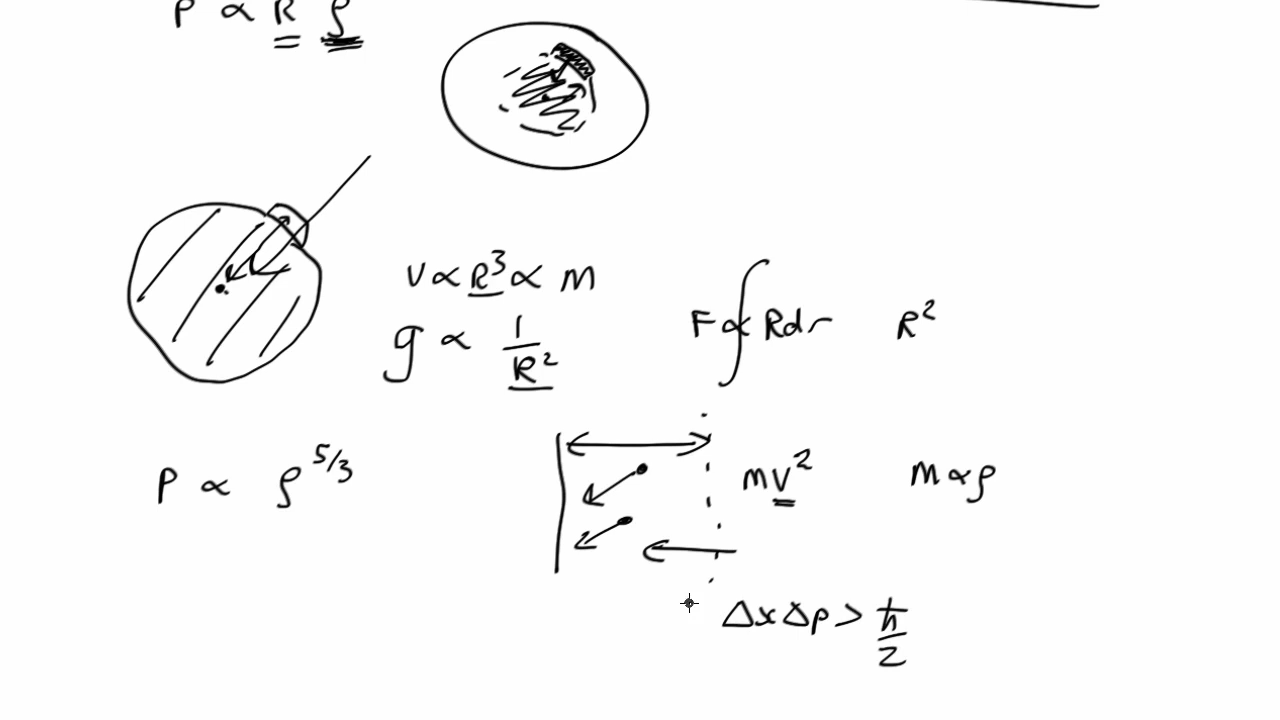 P ∝ R ρ
V ∝ R³ ∝ M
g ∝ 1/R²
F ∝ ∫ R dr R²
P ∝ ρ^5/3
mv² M ∝ ρ
Δx Δp > ħ/2